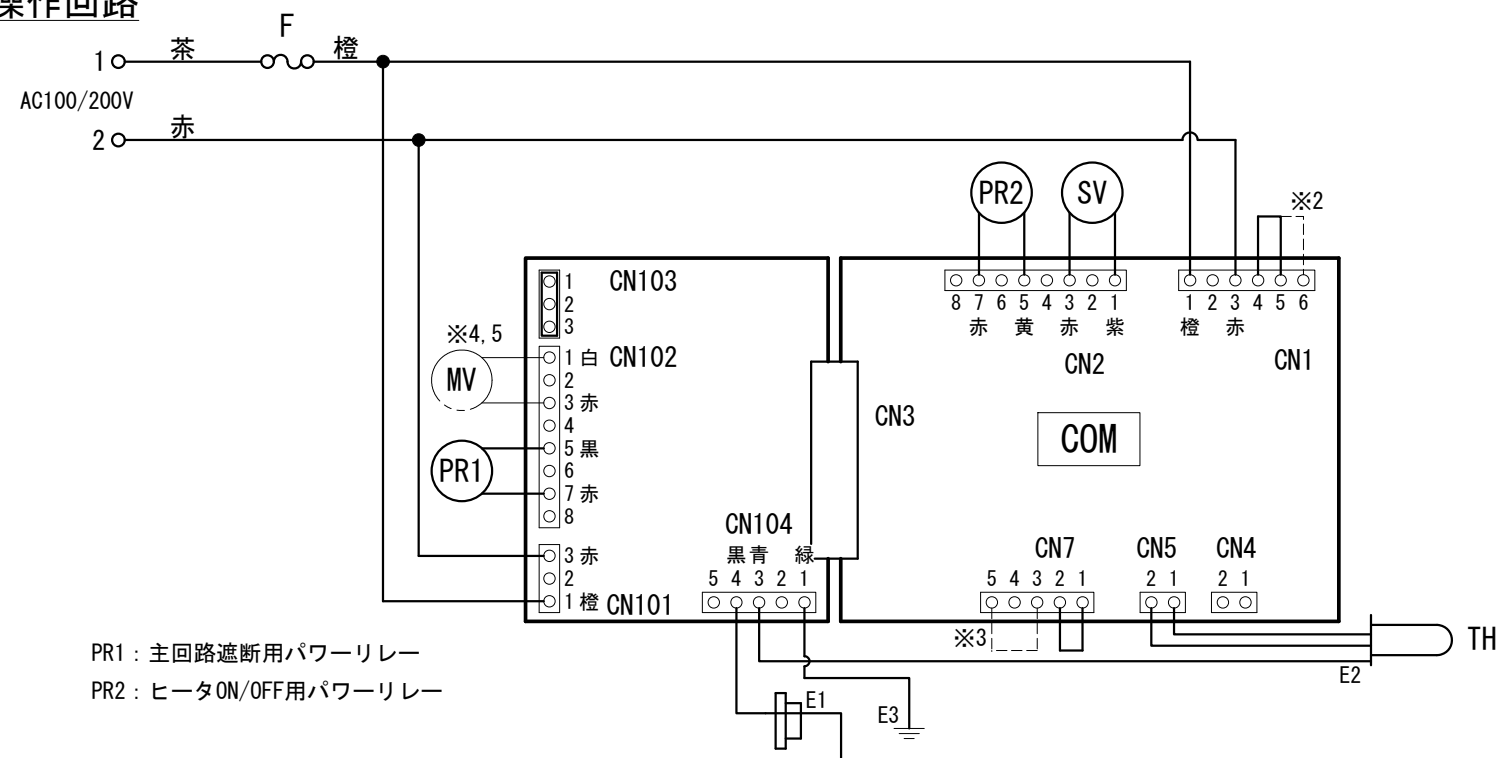 操作回路
F
1 茶 橙
AC100/200V
2 赤
PR2 SV
※2
CN103
1
2
3
8 7 6 5 4 3 2 1
1 2 3 4 5 6
赤 黄 赤 紫
橙 赤
※4,5
MV
1 白 CN102
2
3 赤
4
5 黒
6
7 赤
8
PR1
CN2
CN1
CN3
COM
CN104
黒 青 緑
5 4 3 2 1
3 赤
2
1 橙 CN101
CN7
CN5
CN4
5 4 3 2 1
2 1
2 1
※3
TH
E2
PR1：主回路遮断用パワーリレー
PR2：ヒータON/OFF用パワーリレー
E1
E3